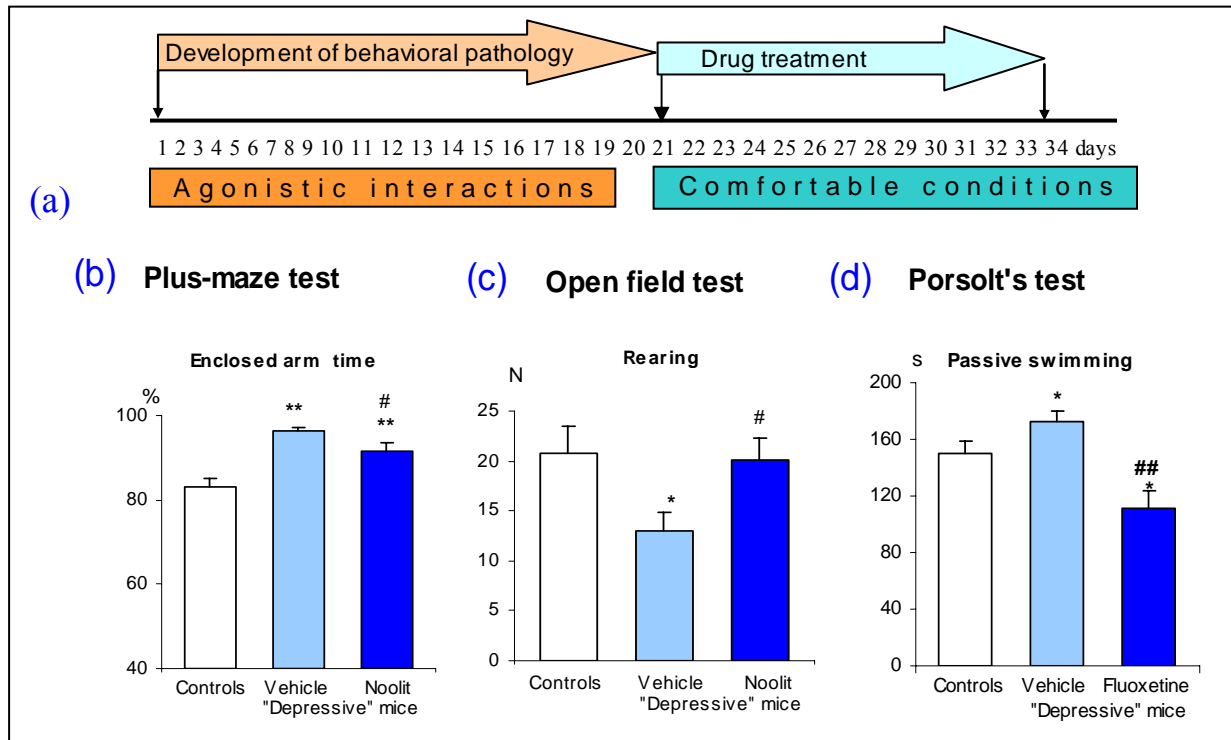 Development of behavioral pathology
Drug treatment
1 2 3 4 5 6 7 8 9 10 11 12 13 14 15 16 17 18 19 20 21 22 23 24 25 26 27 28 29 30 31 32 33 34 days
Agonistic interactions
Comfortable conditions
(a)
(b) Plus-maze test
Enclosed arm time
%
100
80
60
40
**
#
**
Controls Vehicle Noolit
"Depressive" mice
(c) Open field test
Rearing
N
25
20
15
10
5
0
*
#
Controls Vehicle Noolit
"Depressive" mice
(d) Porsolt's test
s Passive swimming
200
160
120
80
40
0
*
##
*
Controls Vehicle Fluoxetine
"Depressive" mice